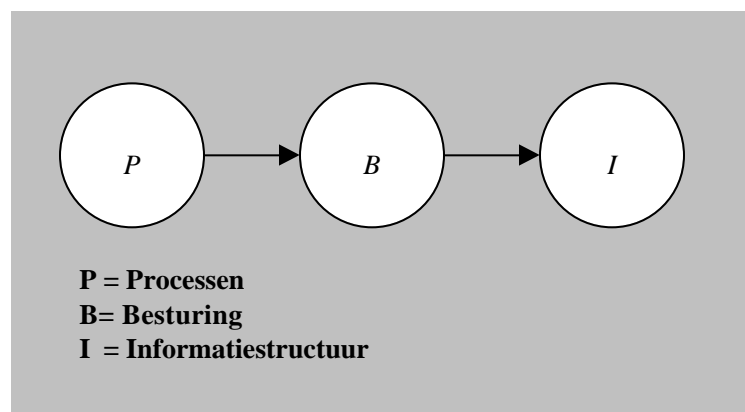 P B I
P = Processen
B= Besturing
I = Informatiestructuur